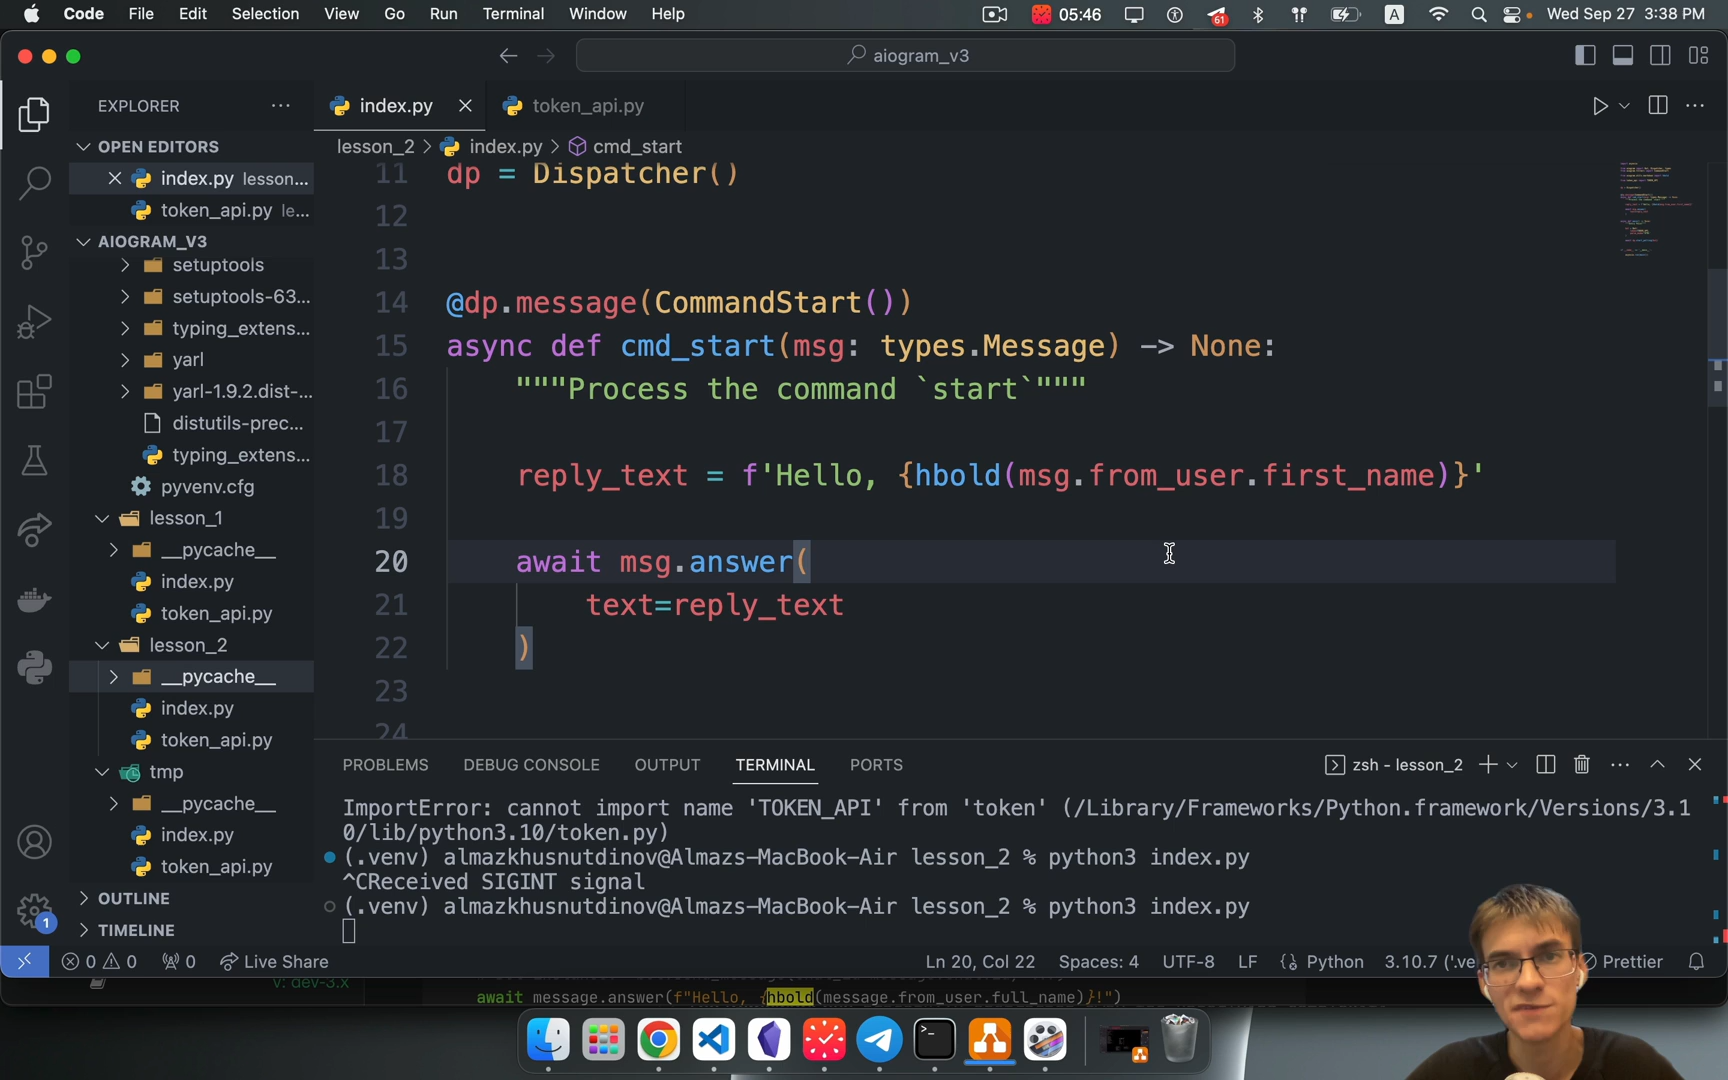 Code File Edit Selection View Go Run Terminal Window Help 05:46 61 A Wed Sep 27 3:38 PM
aiogram_v3
EXPLORER
index.py
token_api.py
OPEN EDITORS
index.py lesson...
token_api.py le...
AIOGRAM_V3
setuptools
setuptools-63...
typing_extens...
yarl
yarl-1.9.2.dist-...
distutils-prec...
typing_extens...
pyvenv.cfg
lesson_1
__pycache__
index.py
token_api.py
lesson_2
__pycache__
index.py
token_api.py
tmp
__pycache__
index.py
token_api.py
OUTLINE
TIMELINE
1
lesson_2 > index.py > cmd_start
11 dp = Dispatcher()
12
13
14 @dp.message(CommandStart())
15 async def cmd_start(msg: types.Message) -> None:
16 """Process the command `start`"""
17
18 reply_text = f'Hello, {hbold(msg.from_user.first_name)}'
19
20 await msg.answer(
21 text=reply_text
22 )
23
24
PROBLEMS DEBUG CONSOLE OUTPUT TERMINAL PORTS zsh - lesson_2
ImportError: cannot import name 'TOKEN_API' from 'token' (/Library/Frameworks/Python.framework/Versions/3.1
0/lib/python3.10/token.py)
(.venv) almazkhusnutdinov@Almazs-MacBook-Air lesson_2 % python3 index.py
^CReceived SIGINT signal
(.venv) almazkhusnutdinov@Almazs-MacBook-Air lesson_2 % python3 index.py
0 0 0 Live Share Ln 20, Col 22 Spaces: 4 UTF-8 LF Python 3.10.7 ('.ve Prettier
v: dev-3.x
await message.answer(f"Hello, {hbold(message.from_user.full_name)}!")